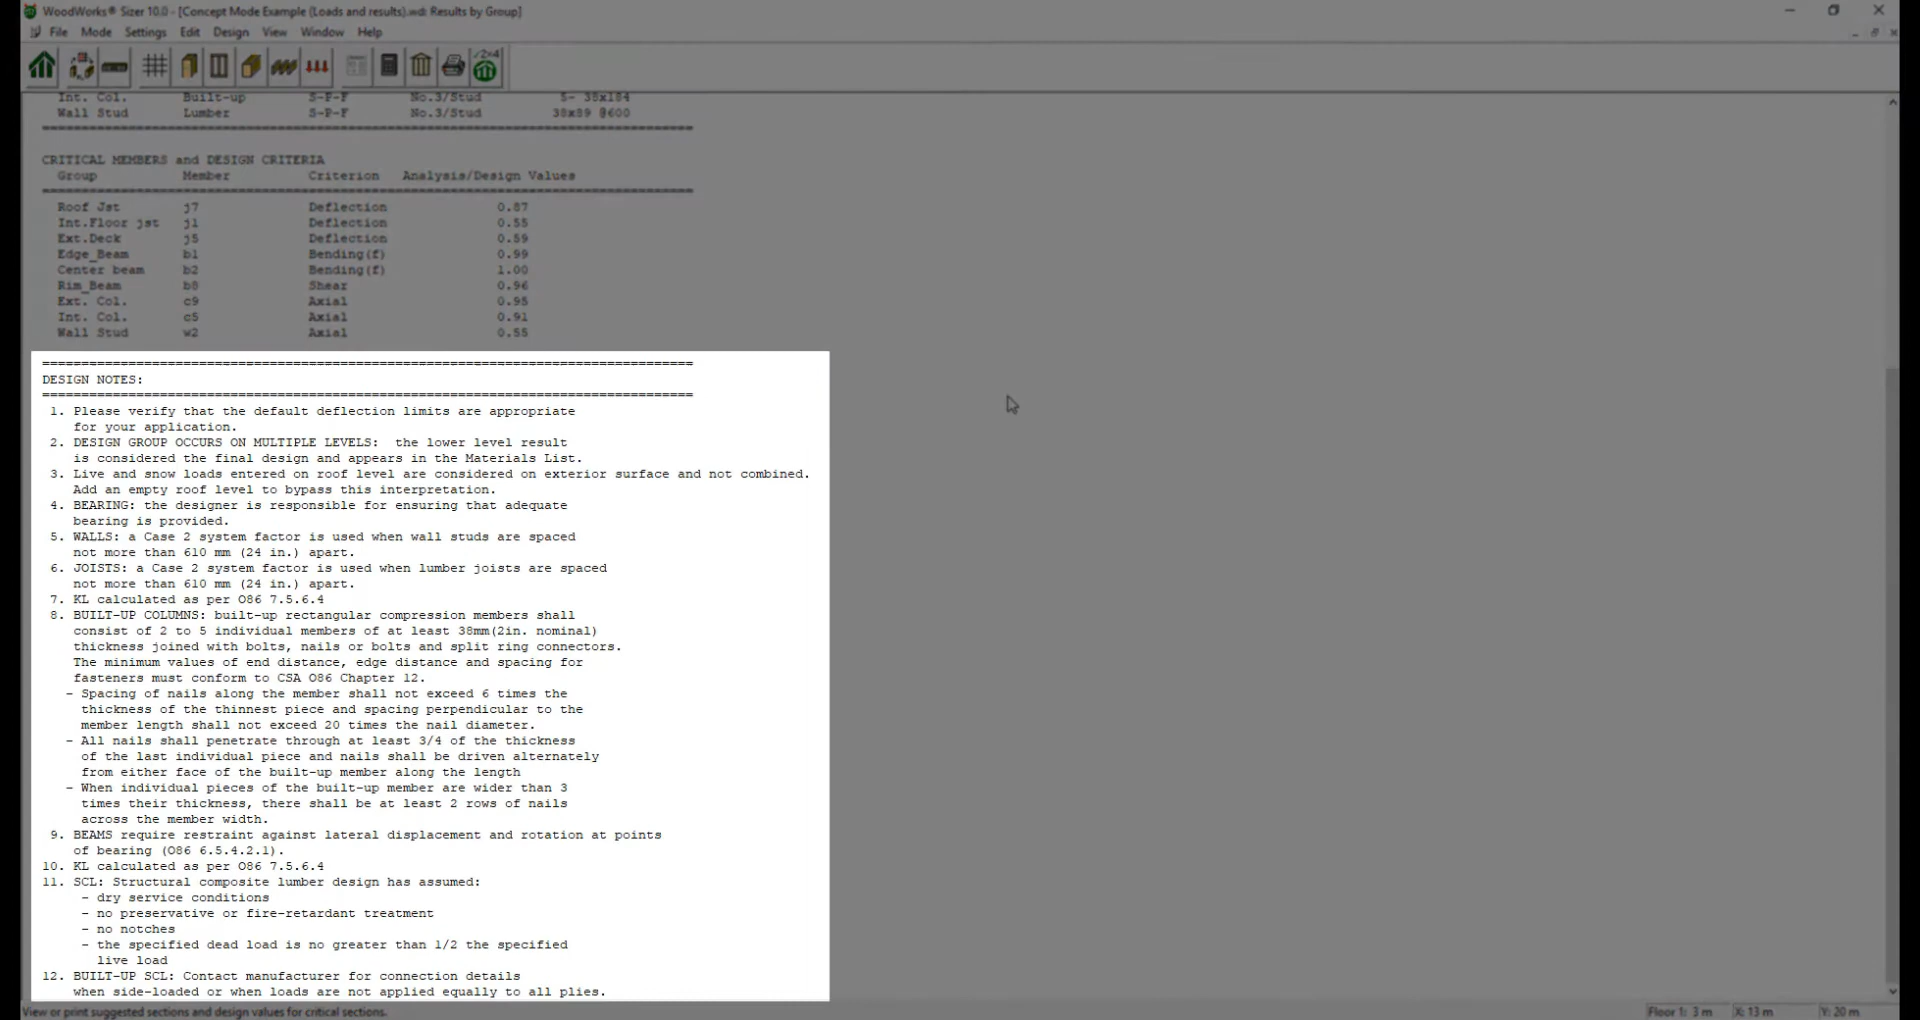 WoodWorks® Sizer 10.0 - [Concept Mode Example (Loads and results).wdi: Results by Group]
File Mode Settings Edit Design View Window Help
2x4
Int. Col. Built-up S-P-F No.3/Stud 5- 38x184
Wall Stud Lumber S-P-F No.3/Stud 38x89 @600
==========
CRITICAL MEMBERS and DESIGN CRITERIA
Group Member Criterion Analysis/Design Values
==========
Roof Jst j7 Deflection 0.87
Int.Floor jst j1 Deflection 0.55
Ext.Deck j5 Deflection 0.59
Edge_Beam b1 Bending(f) 0.99
Center beam b2 Bending(f) 1.00
Rim_Beam b8 Shear 0.96
Ext. Col. c9 Axial 0.95
Int. Col. c5 Axial 0.91
Wall Stud w2 Axial 0.55
==========
DESIGN NOTES:
==========
1. Please verify that the default deflection limits are appropriate
for your application.
2. DESIGN GROUP OCCURS ON MULTIPLE LEVELS: the lower level result
is considered the final design and appears in the Materials List.
3. Live and snow loads entered on roof level are considered on exterior surface and not combined.
Add an empty roof level to bypass this interpretation.
4. BEARING: the designer is responsible for ensuring that adequate
bearing is provided.
5. WALLS: a Case 2 system factor is used when wall studs are spaced
not more than 610 mm (24 in.) apart.
6. JOISTS: a Case 2 system factor is used when lumber joists are spaced
not more than 610 mm (24 in.) apart.
7. KL calculated as per O86 7.5.6.4
8. BUILT-UP COLUMNS: built-up rectangular compression members shall
consist of 2 to 5 individual members of at least 38mm(2in. nominal)
thickness joined with bolts, nails or bolts and split ring connectors.
The minimum values of end distance, edge distance and spacing for
fasteners must conform to CSA O86 Chapter 12.
- Spacing of nails along the member shall not exceed 6 times the
thickness of the thinnest piece and spacing perpendicular to the
member length shall not exceed 20 times the nail diameter.
- All nails shall penetrate through at least 3/4 of the thickness
of the last individual piece and nails shall be driven alternately
from either face of the built-up member along the length
- When individual pieces of the built-up member are wider than 3
times their thickness, there shall be at least 2 rows of nails
across the member width.
9. BEAMS require restraint against lateral displacement and rotation at points
of bearing (O86 6.5.4.2.1).
10. KL calculated as per O86 7.5.6.4
11. SCL: Structural composite lumber design has assumed:
- dry service conditions
- no preservative or fire-retardant treatment
- no notches
- the specified dead load is no greater than 1/2 the specified
live load
12. BUILT-UP SCL: Contact manufacturer for connection details
when side-loaded or when loads are not applied equally to all plies.
View or print suggested sections and design values for critical sections. Floor 1: 3 m X: 13 m Y: 20 m